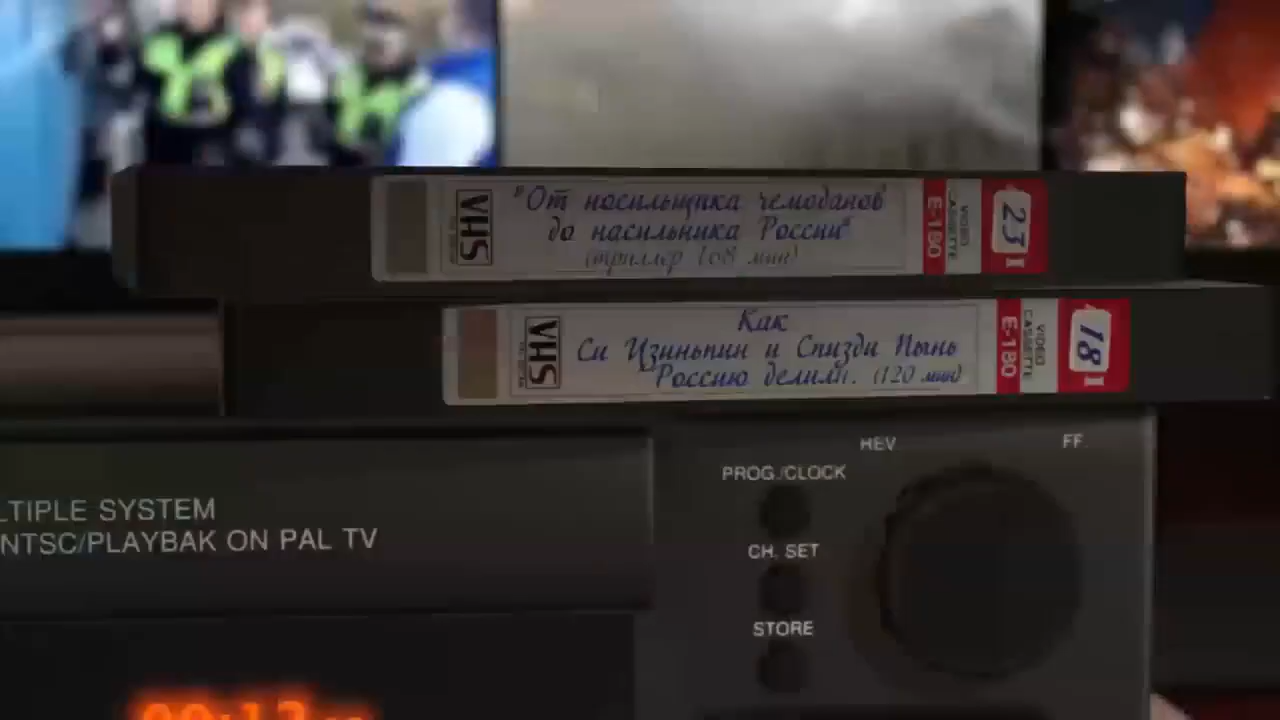 "От носильщика чемоданов
до насильника России"
(триллер 108 мин)
VHS
E-180
VIDEO CASSETTE
23
Как
Си Цзиньпин и Спизди Пынь
Россию делили. (120 мин)
VHS
E-180
VIDEO CASSETTE
18
HEV
FF
PROG./CLOCK
LTIPLE SYSTEM
NTSC/PLAYBAK ON PAL TV
CH. SET
STORE